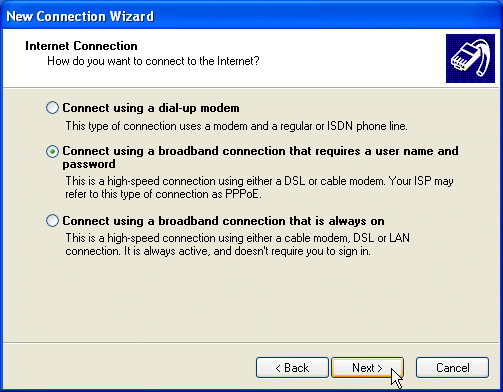 New Connection Wizard
Internet Connection
How do you want to connect to the Internet?
Connect using a dial-up modem
This type of connection uses a modem and a regular or ISDN phone line.
Connect using a broadband connection that requires a user name and
password
This is a high-speed connection using either a DSL or cable modem. Your ISP may
refer to this type of connection as PPPoE.
Connect using a broadband connection that is always on
This is a high-speed connection using either a cable modem, DSL or LAN
connection. It is always active, and doesn't require you to sign in.
< Back
Next >
Cancel